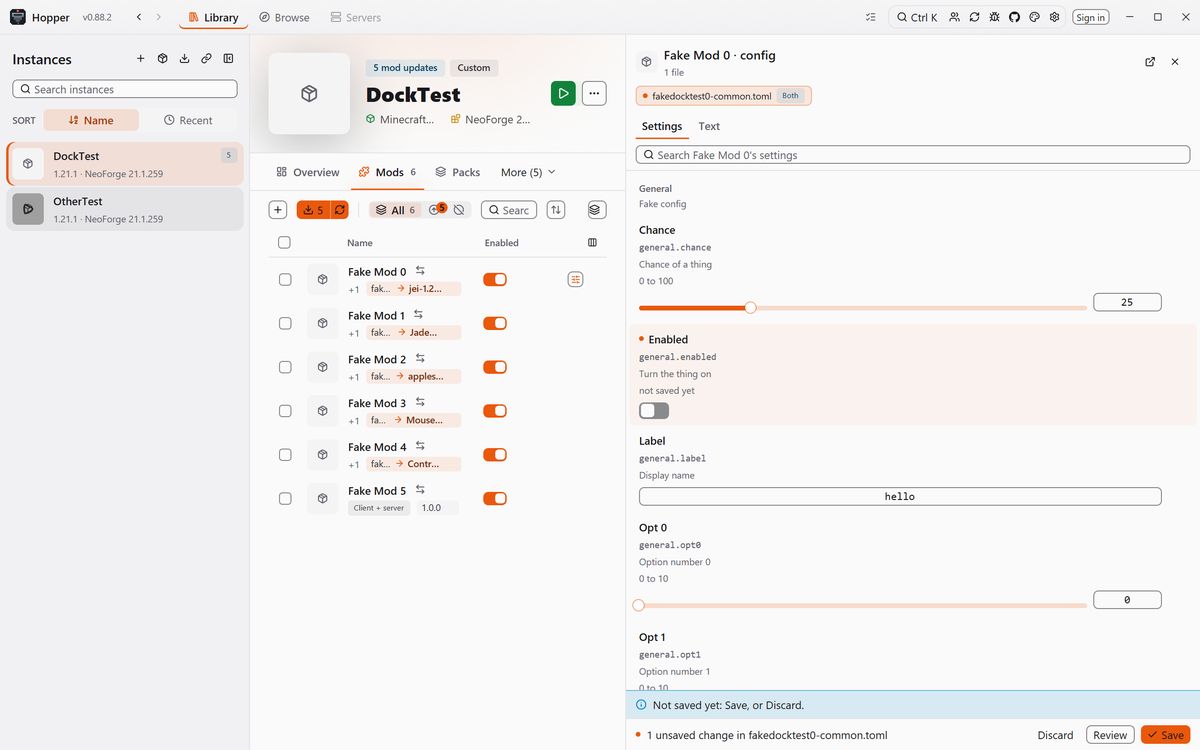 Hopper v0.88.2 Library Browse Servers Ctrl K Sign in
Instances
Search instances
SORT Name Recent
DockTest 5
1.21.1 · NeoForge 21.1.259
OtherTest
1.21.1 · NeoForge 21.1.259
5 mod updates Custom
DockTest
Minecraft... NeoForge 2...
Overview Mods 6 Packs More (5)
5 All 6 5 Searc
Name Enabled
Fake Mod 0
+1 fak... → jei-1.2...
Fake Mod 1
+1 fak... → Jade...
Fake Mod 2
+1 fak... → apples...
Fake Mod 3
+1 fa... → Mouse...
Fake Mod 4
+1 fak... → Contr...
Fake Mod 5
Client + server 1.0.0
Fake Mod 0 · config
1 file
fakedocktest0-common.toml Both
Settings Text
Search Fake Mod 0's settings
General
Fake config
Chance
general.chance
Chance of a thing
0 to 100
25
Enabled
general.enabled
Turn the thing on
not saved yet
Label
general.label
Display name
hello
Opt 0
general.opt0
Option number 0
0 to 10
0
Opt 1
general.opt1
Option number 1
0 to 10
Not saved yet: Save, or Discard.
1 unsaved change in fakedocktest0-common.toml Discard Review Save